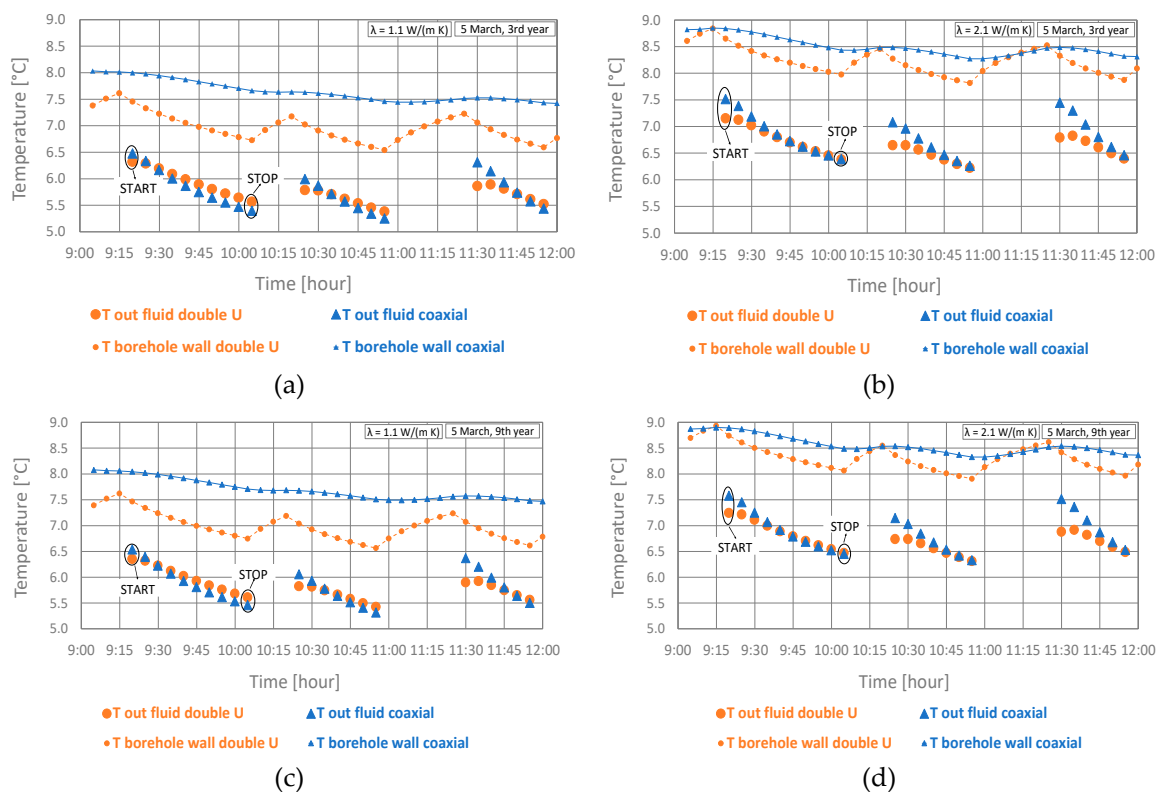 (a)
λ = 1.1 W/(m K) 5 March, 3rd year
Temperature [°C]
9.0
8.5
8.0
7.5
7.0
6.5
6.0
5.5
5.0
START
STOP
9:00 9:15 9:30 9:45 10:00 10:15 10:30 10:45 11:00 11:15 11:30 11:45 12:00
Time [hour]
T out fluid double U T out fluid coaxial
T borehole wall double U T borehole wall coaxial
(a)
λ = 2.1 W/(m K) 5 March, 3rd year
Temperature [°C]
9.0
8.5
8.0
7.5
7.0
6.5
6.0
5.5
5.0
START
STOP
9:00 9:15 9:30 9:45 10:00 10:15 10:30 10:45 11:00 11:15 11:30 11:45 12:00
Time [hour]
T out fluid double U T out fluid coaxial
T borehole wall double U T borehole wall coaxial
(b)
λ = 1.1 W/(m K) 5 March, 9th year
Temperature [°C]
9.0
8.5
8.0
7.5
7.0
6.5
6.0
5.5
5.0
START
STOP
9:00 9:15 9:30 9:45 10:00 10:15 10:30 10:45 11:00 11:15 11:30 11:45 12:00
Time [hour]
T out fluid double U T out fluid coaxial
T borehole wall double U T borehole wall coaxial
(c)
λ = 2.1 W/(m K) 5 March, 9th year
Temperature [°C]
9.0
8.5
8.0
7.5
7.0
6.5
6.0
5.5
5.0
START
STOP
9:00 9:15 9:30 9:45 10:00 10:15 10:30 10:45 11:00 11:15 11:30 11:45 12:00
Time [hour]
T out fluid double U T out fluid coaxial
T borehole wall double U T borehole wall coaxial
(d)